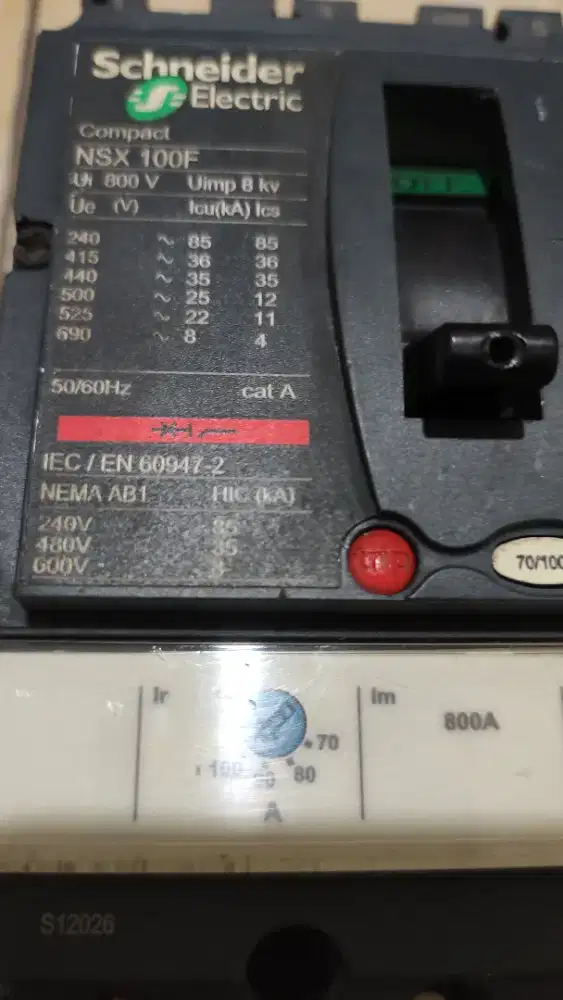 Schneider
Electric
Compact
NSX 100F
Ui 800 V Uimp 8 kv
Ue (V) Icu(kA) Ics
240 ~ 85 85
415 ~ 36 36
440 ~ 35 35
500 ~ 25 12
525 ~ 22 11
690 ~ 8 4
50/60Hz cat A
IEC / EN 60947-2
NEMA AB1 HIC (kA)
240V 85
480V 35
600V
70/100
Ir
70
80
90
100
A
Im
800A
S12026